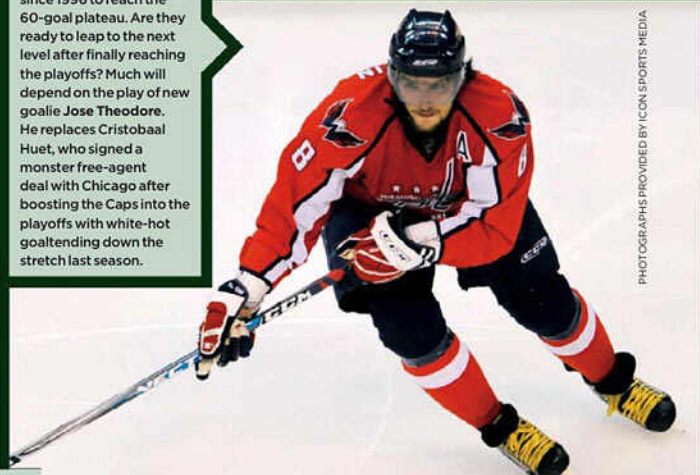 since 1996 to reach the
60-goal plateau. Are they
ready to leap to the next
level after finally reaching
the playoffs? Much will
depend on the play of new
goalie Jose Theodore.
He replaces Cristobaal
Huet, who signed a
monster free-agent
deal with Chicago after
boosting the Caps into the
playoffs with white-hot
goaltending down the
stretch last season.
PHOTOGRAPHS PROVIDED BY ICON SPORTS MEDIA
8
A
8
CCM
CCM